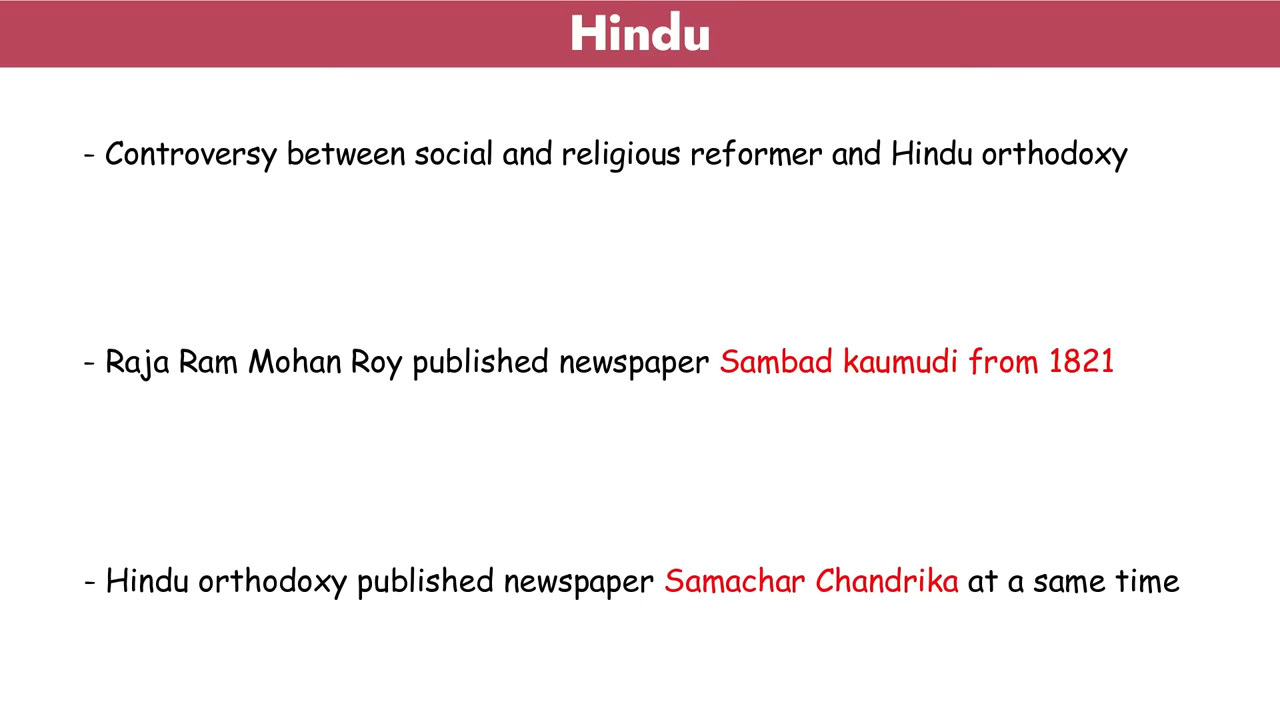 Hindu
- Controversy between social and religious reformer and Hindu orthodoxy
- Raja Ram Mohan Roy published newspaper Sambad kaumudi from 1821
- Hindu orthodoxy published newspaper Samachar Chandrika at a same time